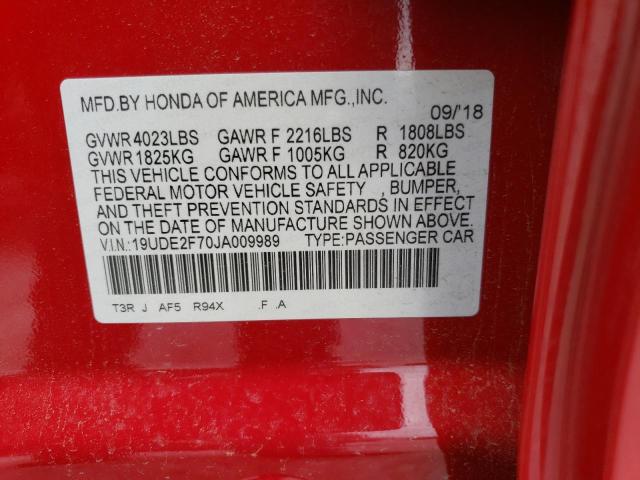 MFD.BY HONDA OF AMERICA MFG.,INC.
09/'18
GVWR 4023LBS GAWR F 2216LBS R 1808LBS
GVWR 1825KG GAWR F 1005KG R 820KG
THIS VEHICLE CONFORMS TO ALL APPLICABLE
FEDERAL MOTOR VEHICLE SAFETY , BUMPER,
AND THEFT PREVENTION STANDARDS IN EFFECT
ON THE DATE OF MANUFACTURE SHOWN ABOVE.
V.I.N.: 19UDE2F70JA009989 TYPE:PASSENGER CAR
T3R J AF5 R94X .F .A